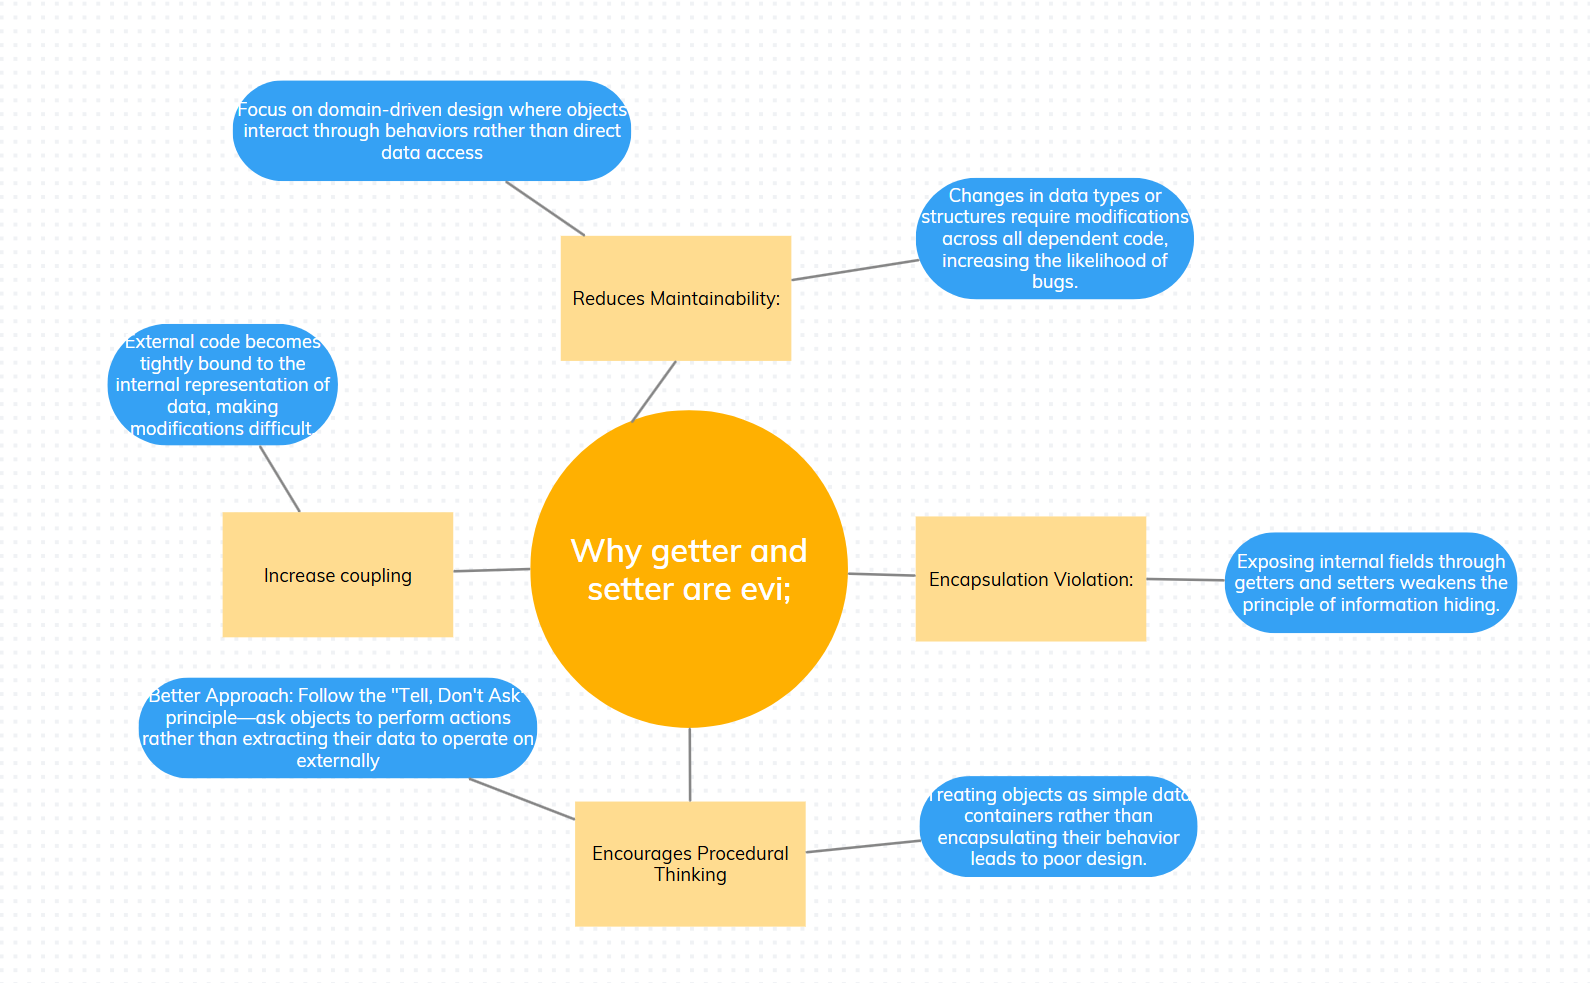 Focus on domain-driven design where objects
interact through behaviors rather than direct
data access
Changes in data types or
structures require modifications
across all dependent code,
increasing the likelihood of
bugs.
Reduces Maintainability:
External code becomes
tightly bound to the
internal representation of
data, making
modifications difficult.
Why getter and
setter are evi;
Increase coupling
Encapsulation Violation:
Exposing internal fields through
getters and setters weakens the
principle of information hiding.
Better Approach: Follow the "Tell, Don't Ask"
principle—ask objects to perform actions
rather than extracting their data to operate on
externally
Treating objects as simple data
containers rather than
encapsulating their behavior
leads to poor design.
Encourages Procedural
Thinking